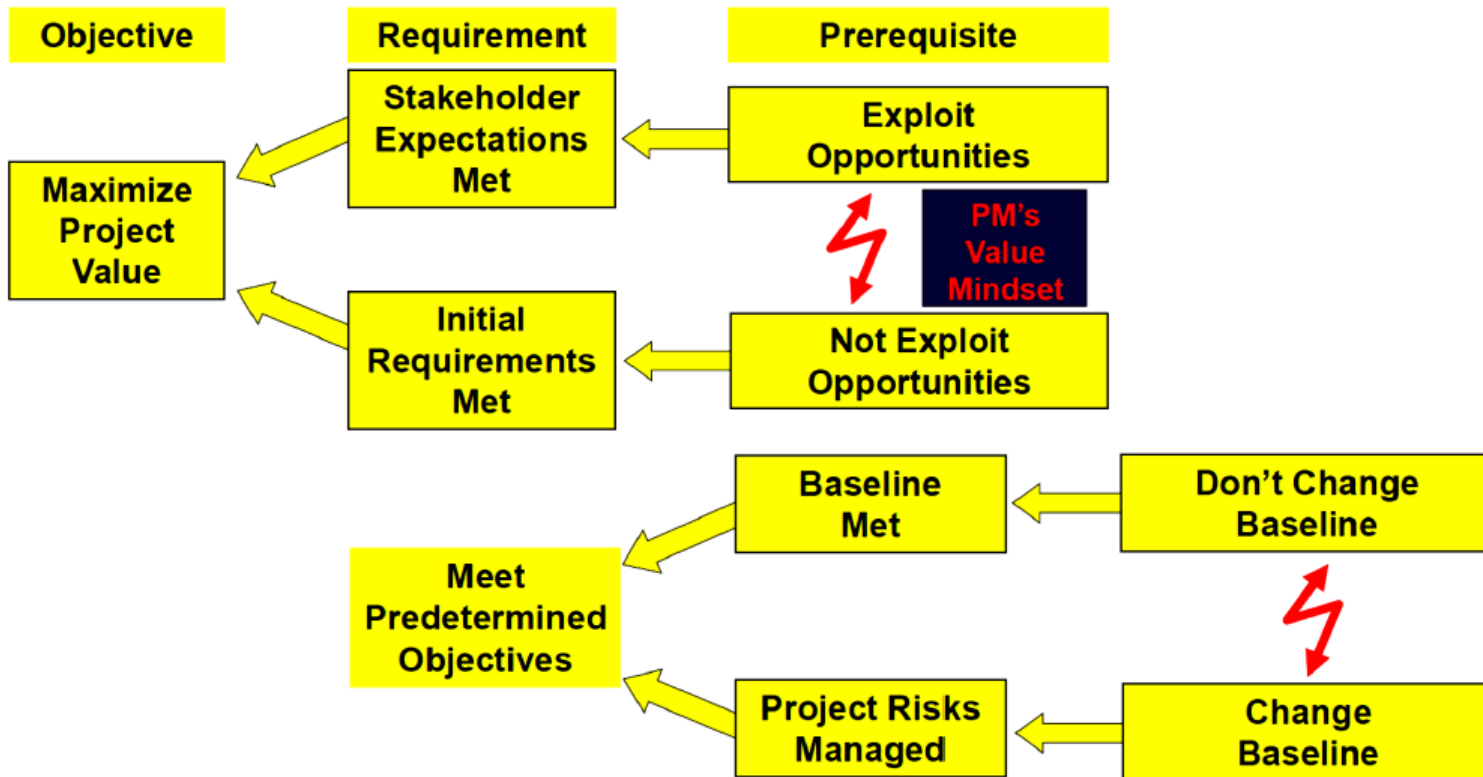 Objective
Requirement
Prerequisite
Stakeholder
Expectations
Met
Exploit
Opportunities
Maximize
Project
Value
PM's
Value
Mindset
Initial
Requirements
Met
Not Exploit
Opportunities
Baseline
Met
Don't Change
Baseline
Meet
Predetermined
Objectives
Project Risks
Managed
Change
Baseline